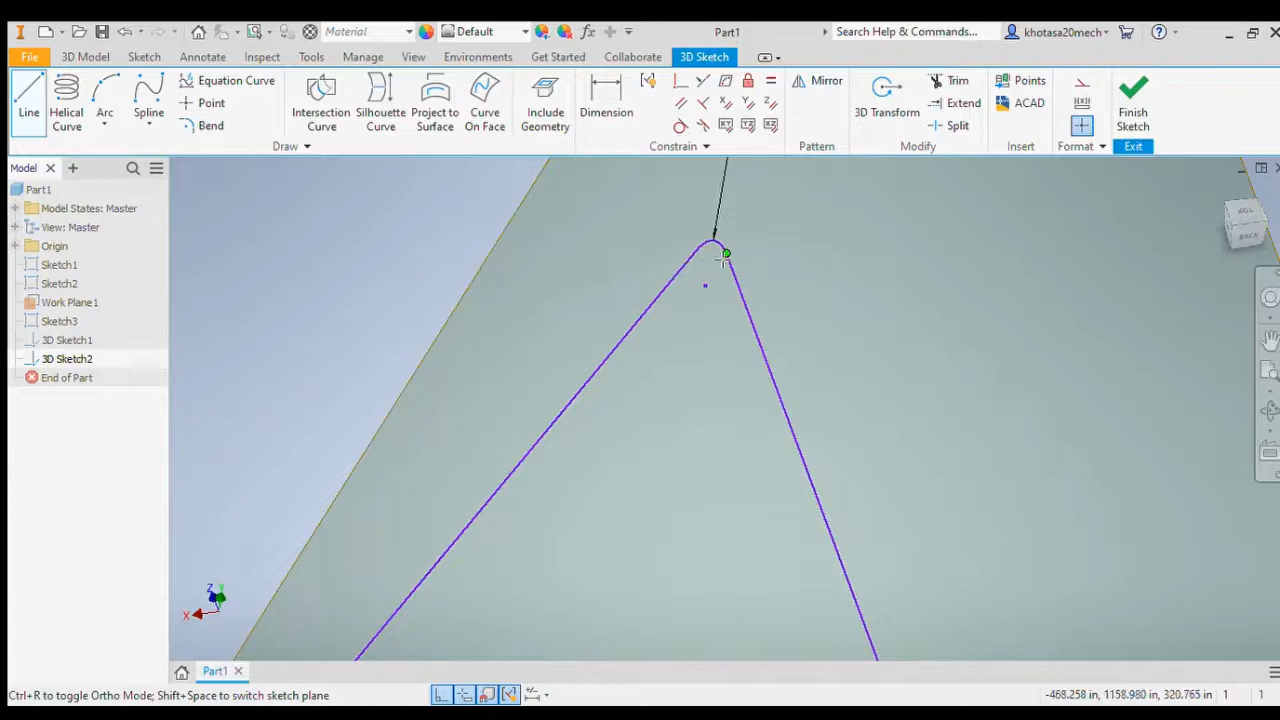 Material
Default
Part1
Search Help & Commands...
khotasa20mech
File
3D Model
Sketch
Annotate
Inspect
Tools
Manage
View
Environments
Get Started
Collaborate
3D Sketch
Line
Helical Curve
Arc
Spline
Equation Curve
Point
Bend
Intersection Curve
Silhouette Curve
Project to Surface
Curve On Face
Include Geometry
Dimension
Mirror
3D Transform
Trim
Extend
Split
Points
ACAD
Finish Sketch
Draw
Constrain
Pattern
Modify
Insert
Format
Exit
Model
Part1
Model States: Master
View: Master
Origin
Sketch1
Sketch2
Work Plane1
Sketch3
3D Sketch1
3D Sketch2
End of Part
TOP
BACK
Z
Y
X
Part1
Ctrl+R to toggle Ortho Mode; Shift+Space to switch sketch plane
-468.258 in, 1158.980 in, 320.765 in
1
1